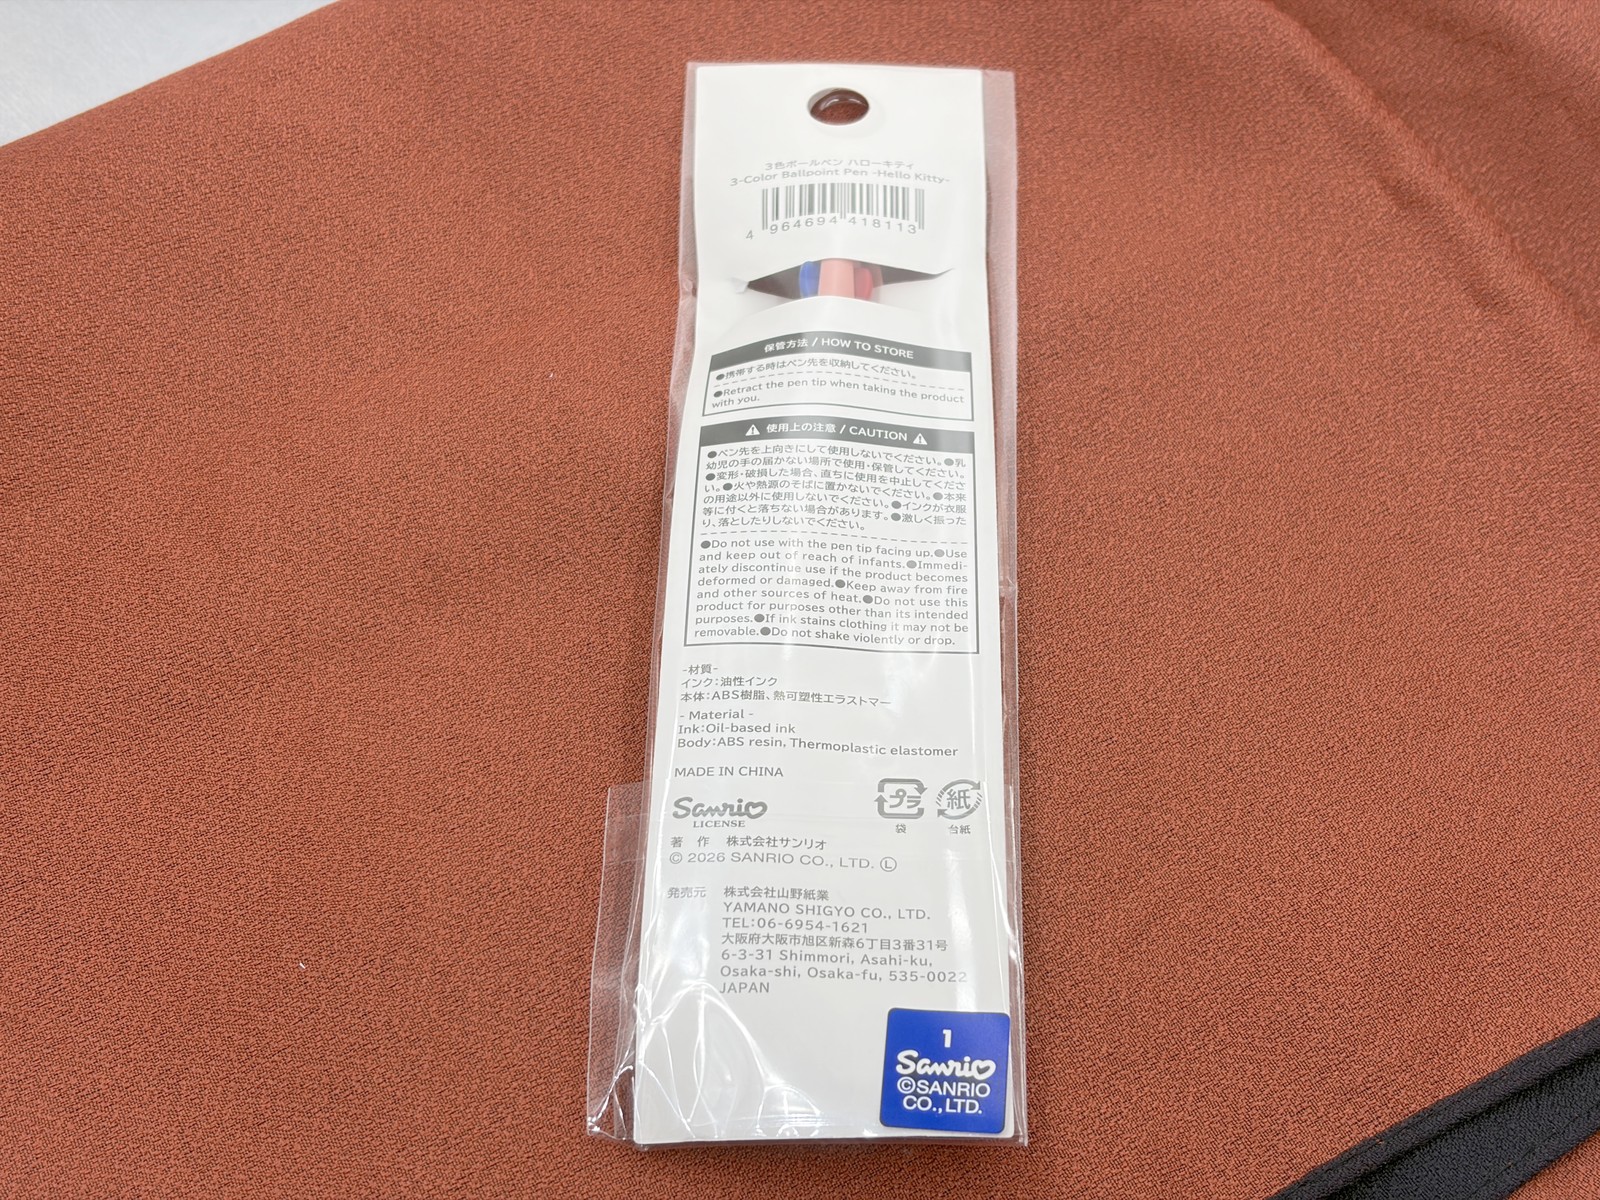 3色ボールペン ハローキティ
3-Color Ballpoint Pen -Hello Kitty-
4 964694 418113
保管方法 / HOW TO STORE
●携帯する時はペン先を収納してください。
●Retract the pen tip when taking the product
with you.
使用上の注意 / CAUTION
●ペン先を上向きにして使用しないでください。●乳
幼児の手の届かない場所で使用・保管してください。
●変形・破損した場合、直ちに使用を中止してくださ
い。●火や熱源のそばに置かないでください。●本来
の用途以外に使用しないでください。●インクが衣服
等に付くと落ちない場合があります。●激しく振った
り、落としたりしないでください。
●Do not use with the pen tip facing up.●Use
and keep out of reach of infants.●Immedi-
ately discontinue use if the product becomes
deformed or damaged.●Keep away from fire
and other sources of heat.●Do not use this
product for purposes other than its intended
purposes.●If ink stains clothing it may not be
removable.●Do not shake violently or drop.
-材質-
インク:油性インク
本体:ABS樹脂、熱可塑性エラストマー
- Material -
Ink:Oil-based ink
Body:ABS resin, Thermoplastic elastomer
MADE IN CHINA
Sanrio
LICENSE
プラ
袋
紙
台紙
著 作 株式会社サンリオ
© 2026 SANRIO CO., LTD. Ⓛ
発売元 株式会社山野紙業
YAMANO SHIGYO CO., LTD.
TEL:06-6954-1621
大阪府大阪市旭区新森6丁目3番31号
6-3-31 Shimmori, Asahi-ku,
Osaka-shi, Osaka-fu, 535-0022
JAPAN
1
Sanrio
©SANRIO
CO.,LTD.